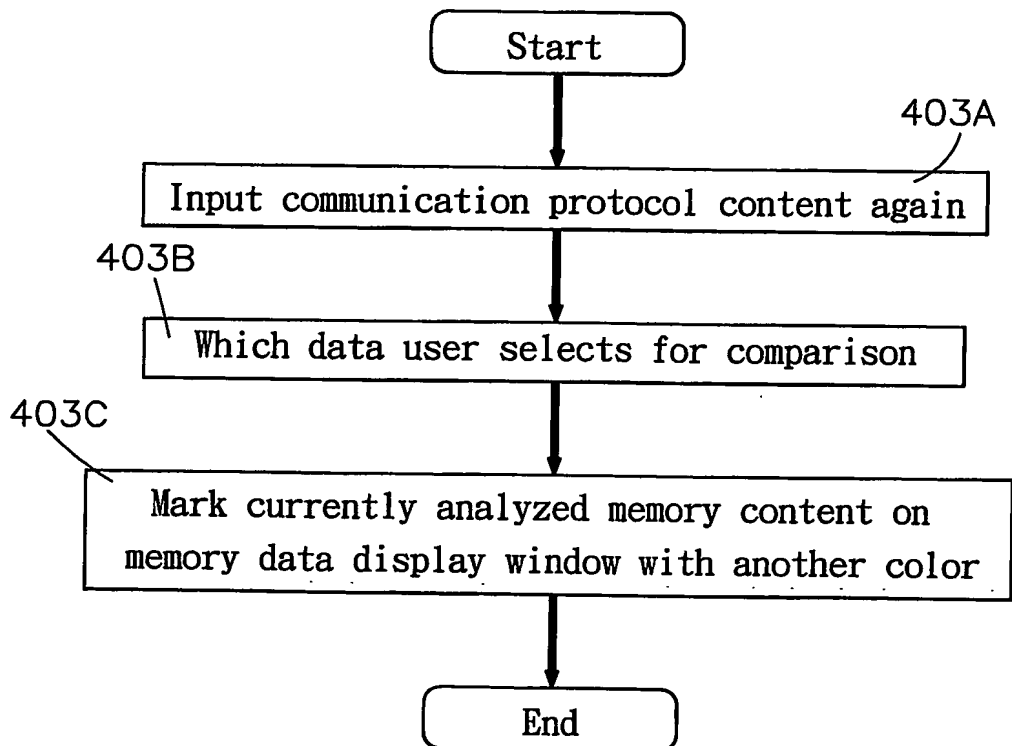 Start
403A
Input communication protocol content again
403B
Which data user selects for comparison
403C
Mark currently analyzed memory content on
memory data display window with another color
End